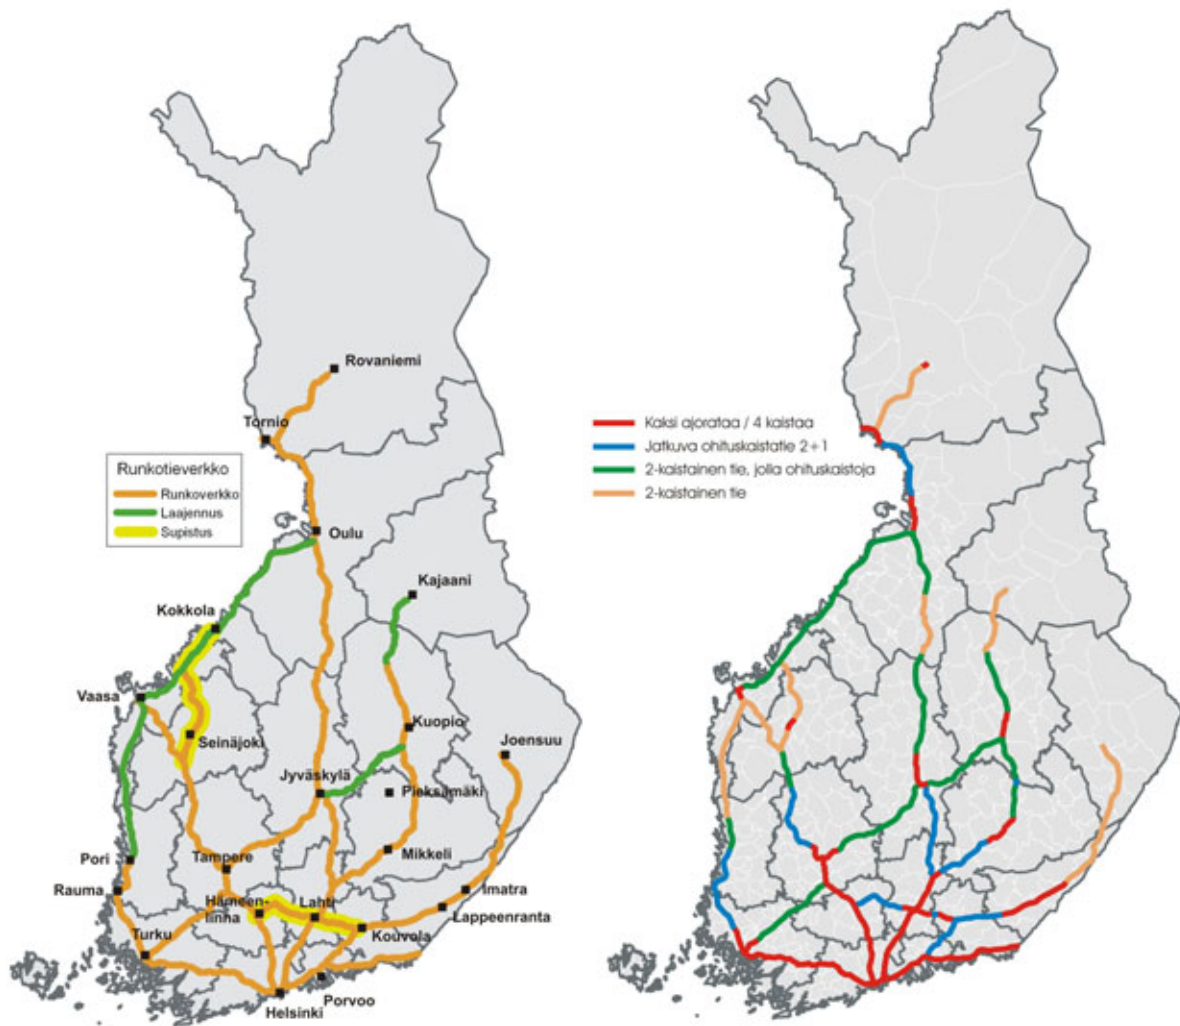 Rovaniemi
Tornio
Runkotieverkko
Runkoverkko
Laajennus
Supistus
Oulu
Kajaani
Kokkola
Vaasa
Seinäjoki
Kuopio
Joensuu
Jyväskylä
Pieksämäki
Pori
Tampere
Mikkeli
Rauma
Hämeen-
linna
Lahti
Imatra
Lappeenranta
Turku
Kouvola
Porvoo
Helsinki
Kaksi ajorataa / 4 kaistaa
Jatkuva ohituskaistatie 2+1
2-kaistainen tie, jolla ohituskaistoja
2-kaistainen tie